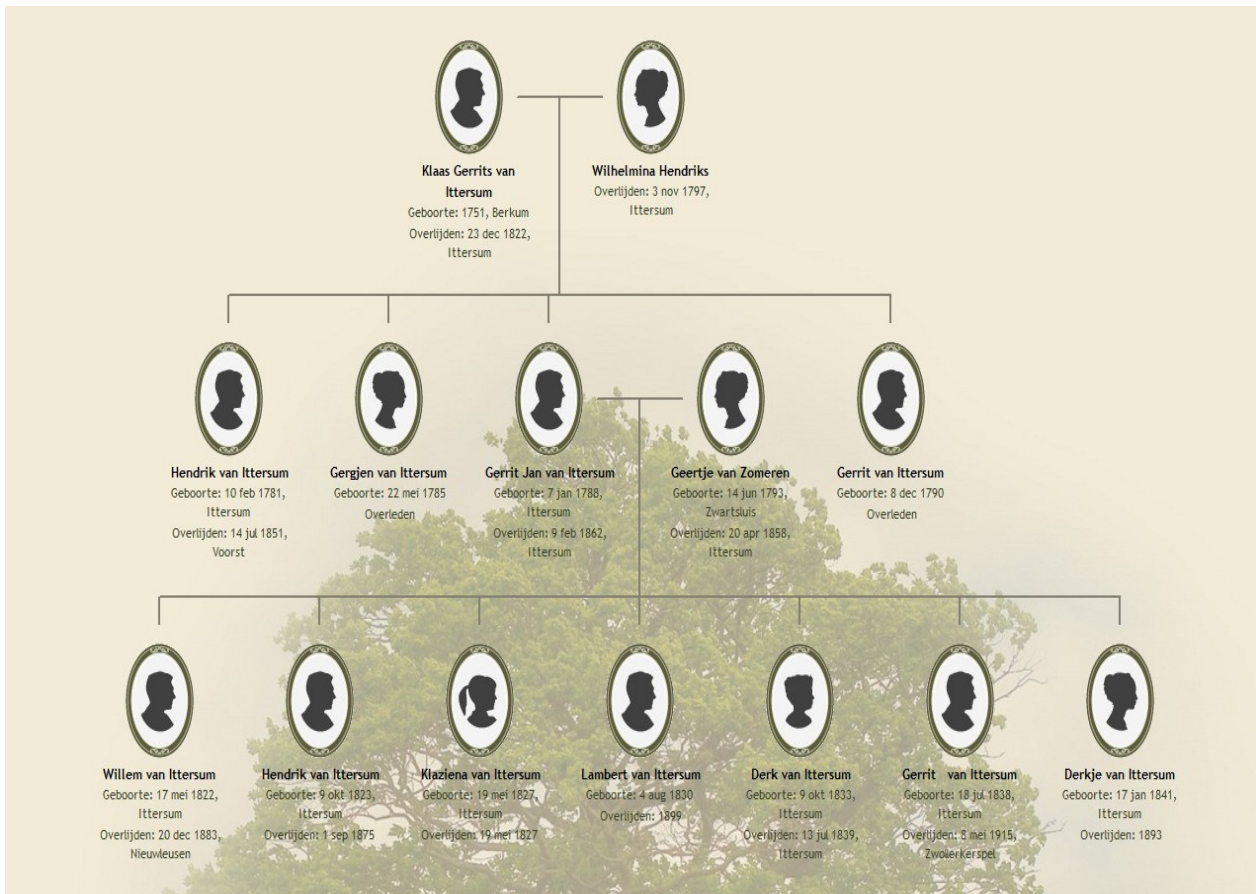 Klaas Gerrits van
Ittersum
Geboorte: 1751, Berkum
Overlijden: 23 dec 1822,
Ittersum
Wilhelmina Hendriks
Overlijden: 3 nov 1797,
Ittersum
Hendrik van Ittersum
Geboorte: 10 feb 1781,
Ittersum
Overlijden: 14 jul 1851,
Voorst
Gergjen van Ittersum
Geboorte: 22 mei 1785
Overleden
Gerrit Jan van Ittersum
Geboorte: 7 jan 1788,
Ittersum
Overlijden: 9 feb 1862,
Ittersum
Geertje van Zomeren
Geboorte: 14 jun 1793,
Zwartsluis
Overlijden: 20 apr 1858,
Ittersum
Gerrit van Ittersum
Geboorte: 8 dec 1790
Overleden
Willem van Ittersum
Geboorte: 17 mei 1822,
Ittersum
Overlijden: 20 dec 1883,
Nieuwleusen
Hendrik van Ittersum
Geboorte: 9 okt 1823,
Ittersum
Overlijden: 1 sep 1875
Klaziena van Ittersum
Geboorte: 19 mei 1827,
Ittersum
Overlijden: 19 mei 1827
Lambert van Ittersum
Geboorte: 4 aug 1830
Overlijden: 1899
Derk van Ittersum
Geboorte: 9 okt 1833,
Ittersum
Overlijden: 13 jul 1839,
Ittersum
Gerrit van Ittersum
Geboorte: 18 jul 1838,
Ittersum
Overlijden: 8 mei 1915,
Zwollerkerspel
Derkje van Ittersum
Geboorte: 17 jan 1841,
Ittersum
Overlijden: 1893